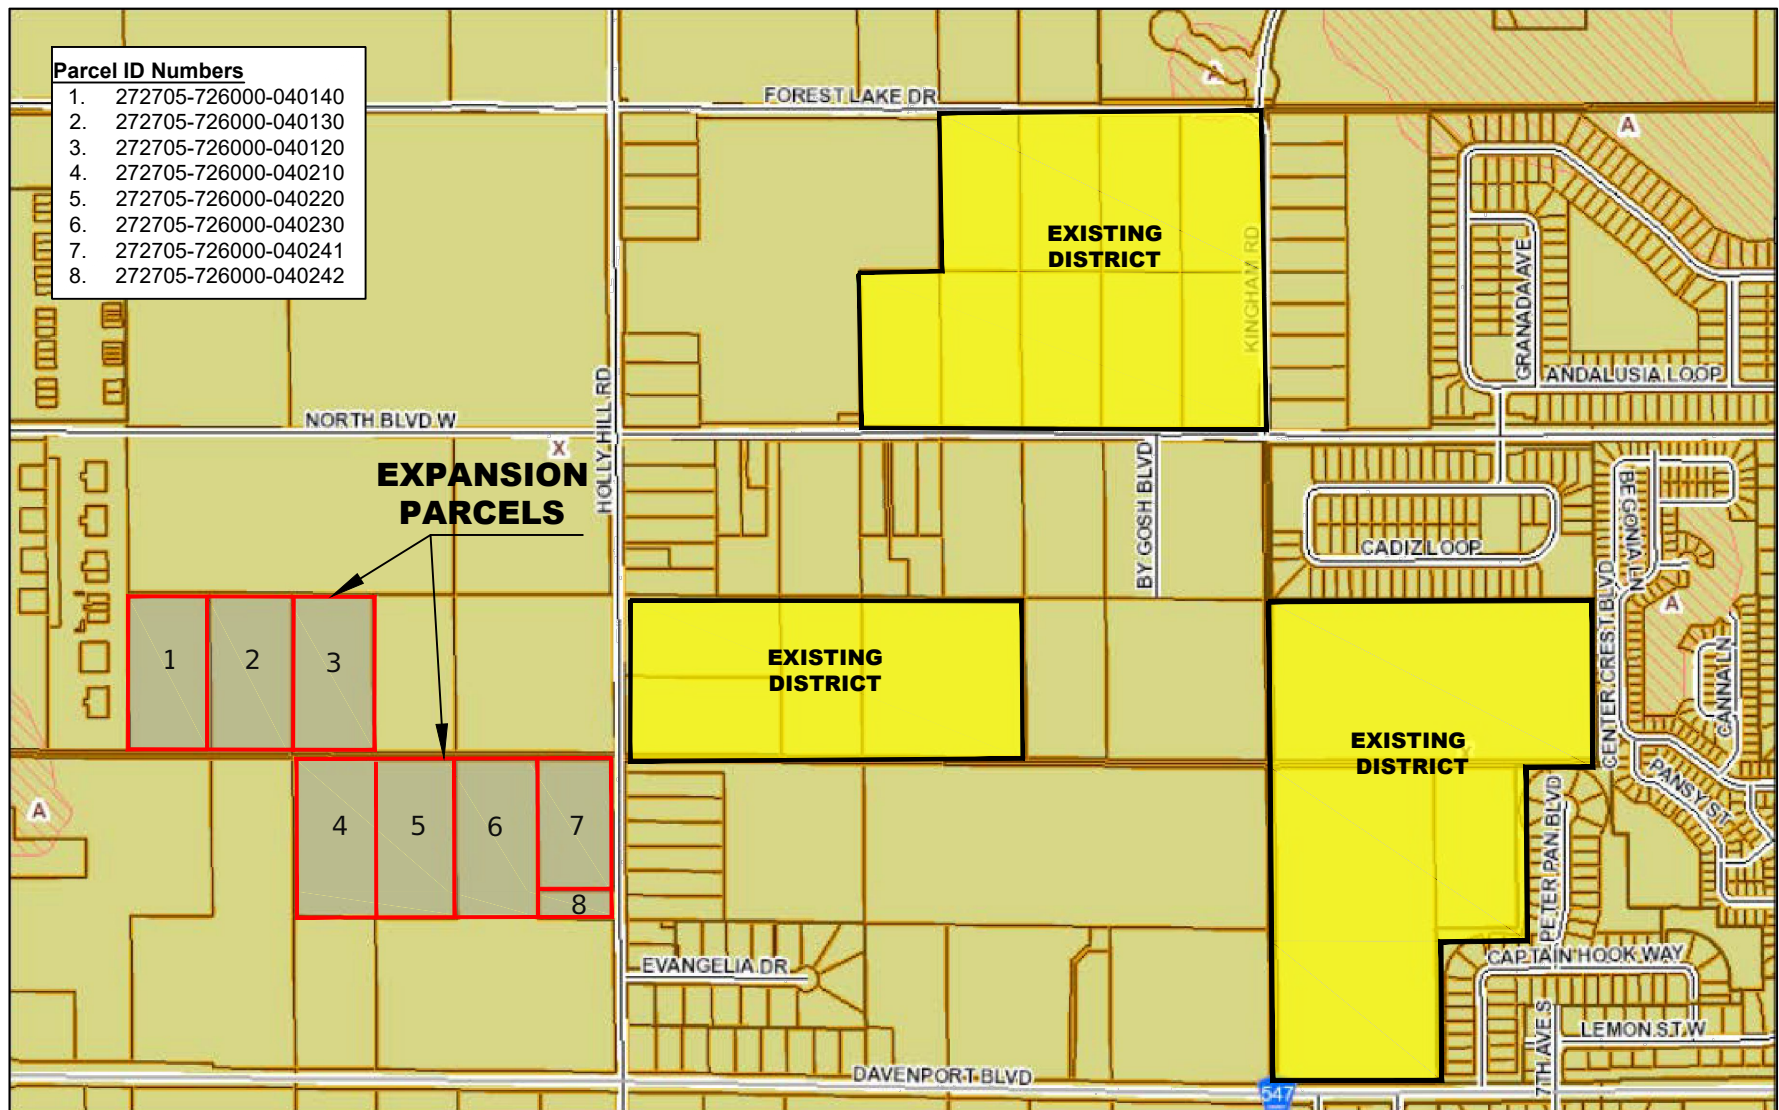 Parcel ID Numbers
1. 272705-726000-040140
2. 272705-726000-040130
3. 272705-726000-040120
4. 272705-726000-040210
5. 272705-726000-040220
6. 272705-726000-040230
7. 272705-726000-040241
8. 272705-726000-040242
FOREST LAKE DR
A
A
EXISTING
DISTRICT
KINGHAM RD
GRANADA AVE
ANDALUSIA LOOP
HOLLY HILL RD
NORTH BLVD W
X
EXPANSION
PARCELS
BY GOSH BLVD
CADIZ LOOP
BEGONIA LN
CENTER CREST BLVD
A
CANNA LN
1
2
3
EXISTING
DISTRICT
EXISTING
DISTRICT
PANSY ST
A
4
5
6
7
8
PETER PAN BLVD
EVANGELIA DR
CAPTAIN HOOK WAY
7TH AVE S
LEMON ST W
DAVENPORT BLVD
547